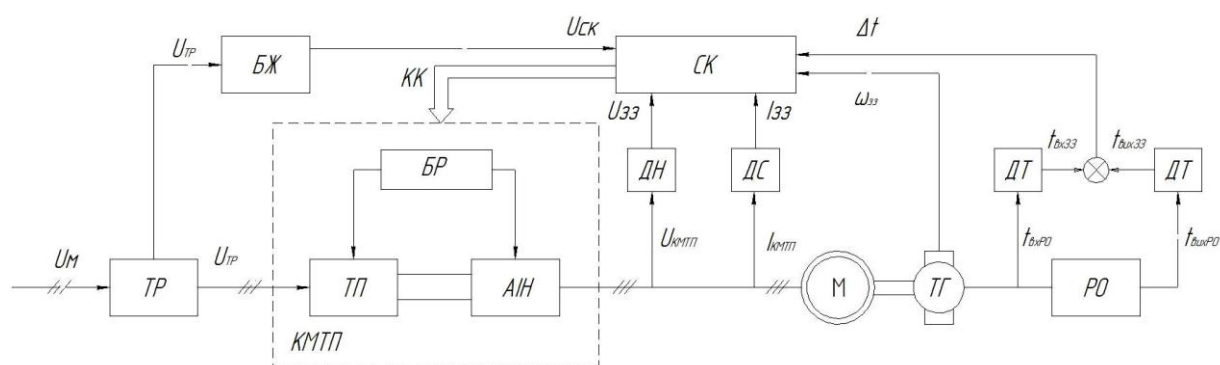 Uск
Δt
Uтр
БЖ
СК
КК
ωзз
Uзз
Iзз
tвхЗЗ
tвихЗЗ
БР
ДН
ДС
ДТ
ДТ
Uм
Uтр
Uкмтп
Iкмтп
tвхРО
tвихРО
ТР
ТП
АІН
М
ТГ
РО
КМТП